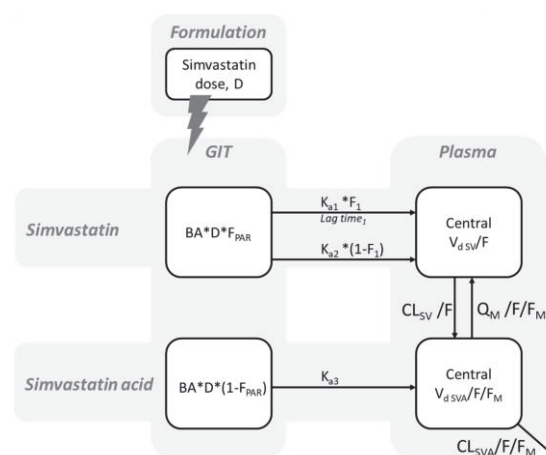 Formulation
Simvastatin
dose, D
GIT
Plasma
Simvastatin
BA*D*F_PAR
K_a1 *F_1
Lag time_1
K_a2 *(1-F_1)
Central
V_d SV/F
CL_SV /F
Q_M /F/F_M
Simvastatin acid
BA*D*(1-F_PAR)
K_a3
Central
V_d SVA/F/F_M
CL_SVA/F/F_M